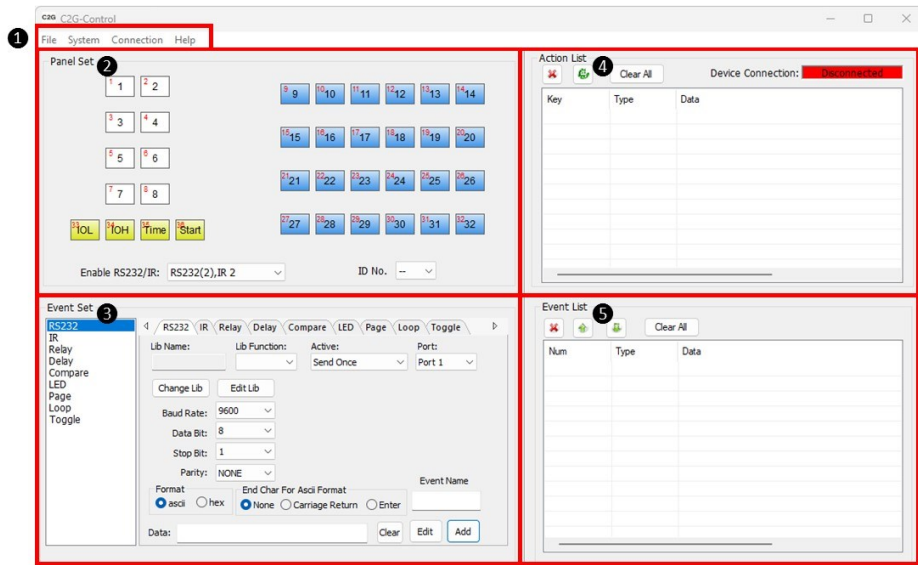 C2G C2G-Control
1
File System Connection Help
Panel Set
2
1 1 2 2
3 3 4 4
5 5 6 6
7 7 8 8
33 IOL 34 IOH 35 Time 36 Start
9 9 10 10 11 11 12 12 13 13 14 14
15 15 16 16 17 17 18 18 19 19 20 20
21 21 22 22 23 23 24 24 25 25 26 26
27 27 28 28 29 29 30 30 31 31 32 32
Enable RS232/IR: RS232(2),IR 2 ID No. --
Action List
4
Clear All Device Connection: Disconnected
Key Type Data
Event Set
3
RS232
IR
Relay
Delay
Compare
LED
Page
Loop
Toggle
RS232 IR Relay Delay Compare LED Page Loop Toggle
Lib Name: Lib Function: Active: Port:
Send Once Port 1
Change Lib Edit Lib
Baud Rate: 9600
Data Bit: 8
Stop Bit: 1
Parity: NONE
Format End Char For Ascii Format Event Name
ascii hex None Carriage Return Enter
Data: Clear Edit Add
Event List
5
Clear All
Num Type Data